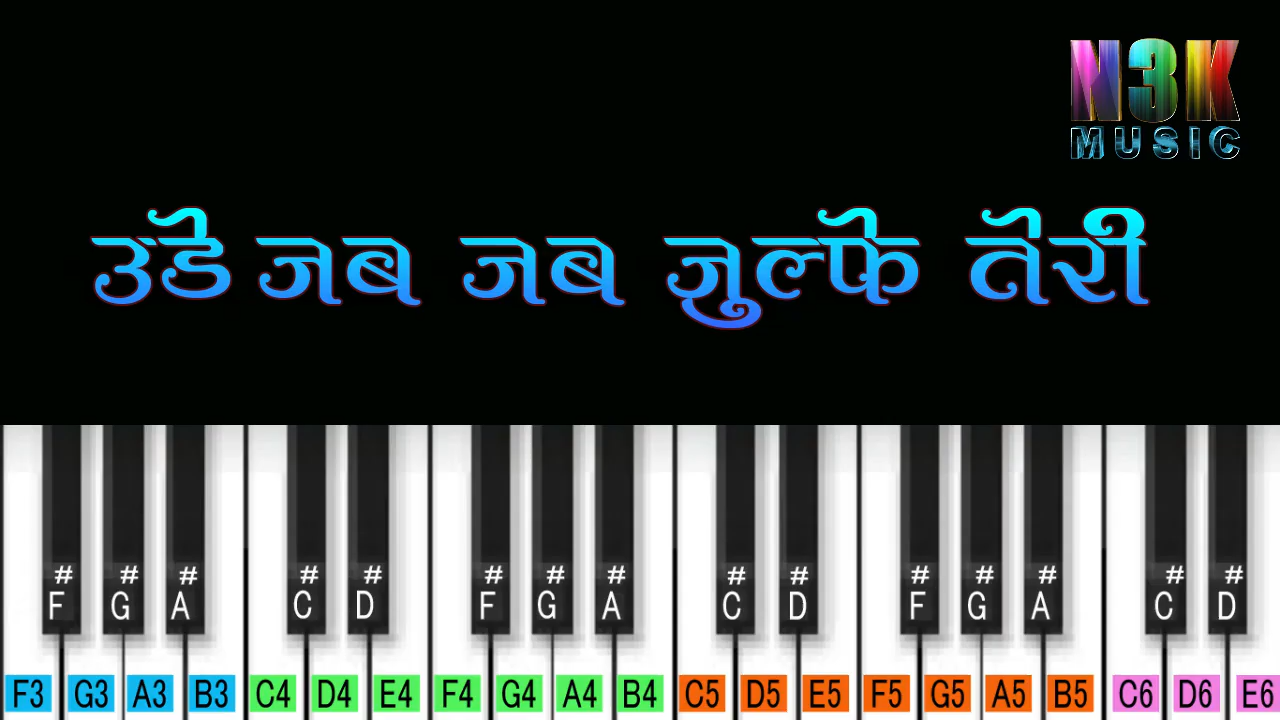 N3K
MUSIC
उडे जब जब ज़ुल्फे तेरी
# # # # # # # # # # # # # # # 
F G A C D F G A C D F G A C D
F3 G3 A3 B3 C4 D4 E4 F4 G4 A4 B4 C5 D5 E5 F5 G5 A5 B5 C6 D6 E6